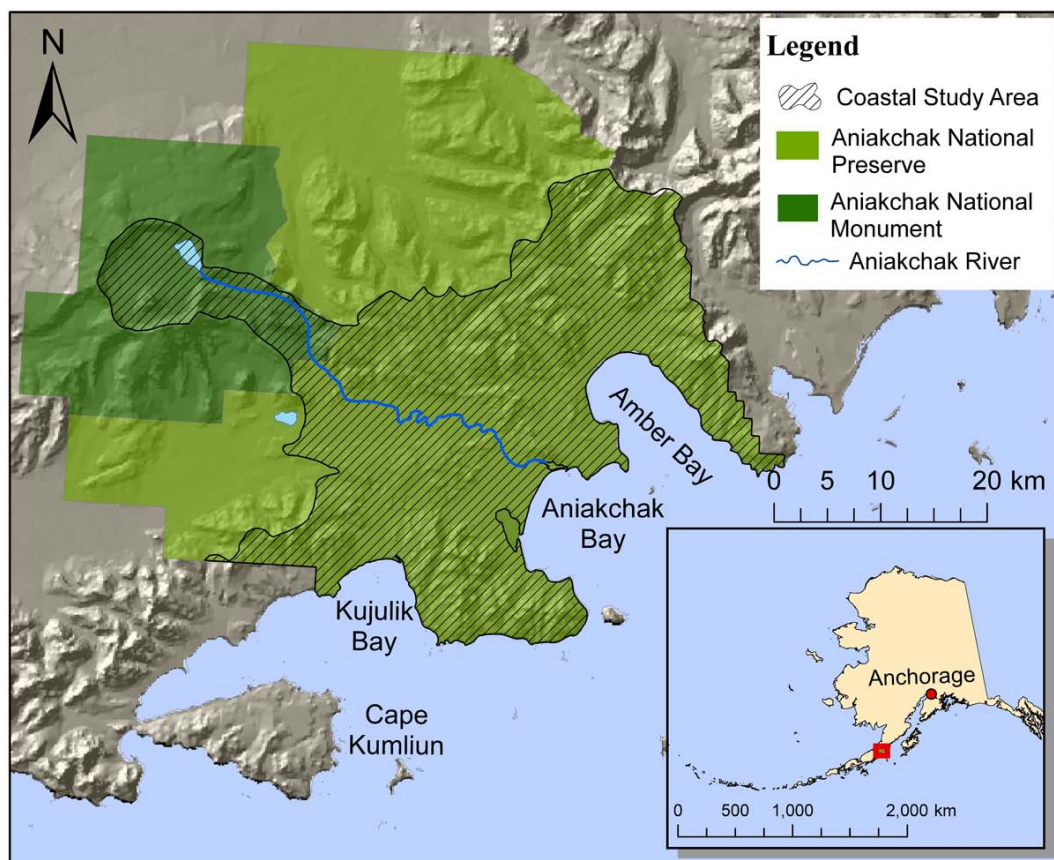 N
Legend
Coastal Study Area
Aniakchak National
Preserve
Aniakchak National
Monument
Aniakchak River
Amber Bay
Aniakchak
Bay
0 5 10 20 km
Kujulik
Bay
Cape
Kumliun
Anchorage
0 500 1,000 2,000 km